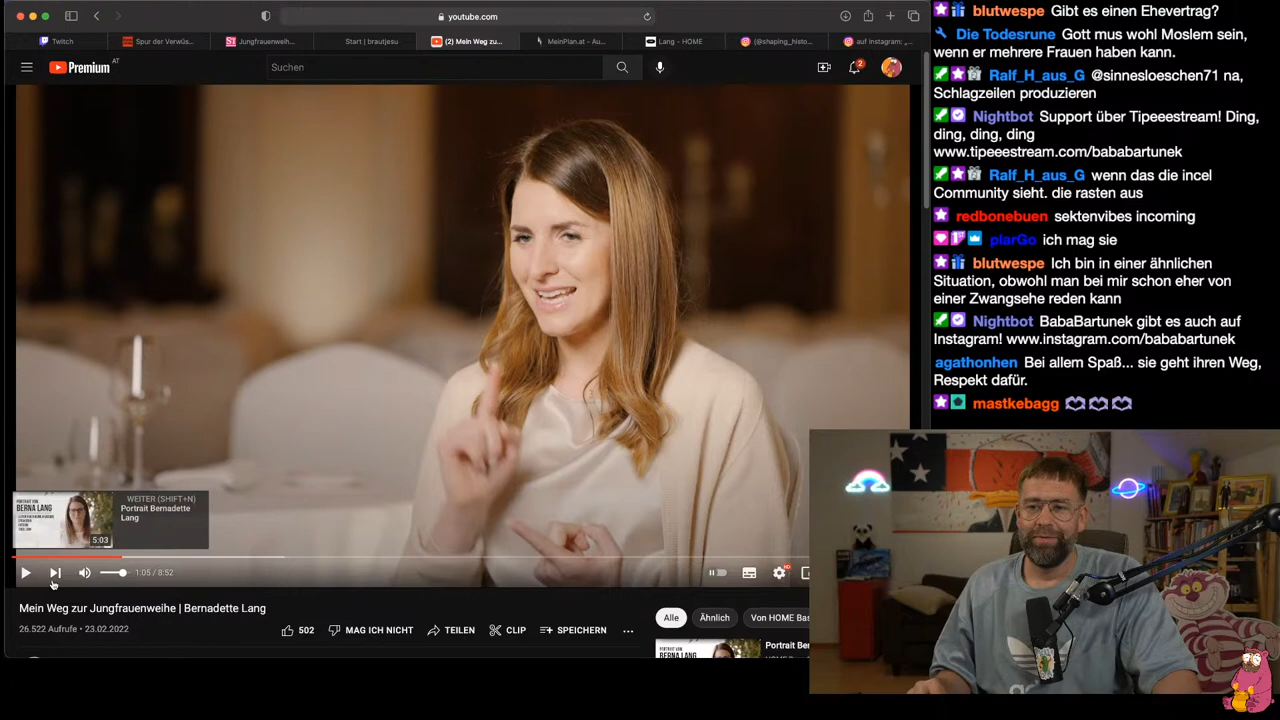 youtube.com
Twitch
Spur der Verwüs...
Jungfrauenweih...
Start | brautjesu
(2) Mein Weg zu...
MeinPlan.at - Au...
Lang - HOME
(@shaping_histo...
auf Instagram: „...
Premium
AT
Suchen
2
WEITER (SHIFT+N)
Portrait Bernadette
Lang
PORTRAIT VON
BERNA LANG
5:03
1:05 / 8:52
HD
Mein Weg zur Jungfrauenweihe | Bernadette Lang
26.522 Aufrufe • 23.02.2022
502
MAG ICH NICHT
TEILEN
CLIP
SPEICHERN
Alle
Ähnlich
Von HOME Bas
Portrait Ber
blutwespe Gibt es einen Ehevertrag?
Die Todesrune Gott mus wohl Moslem sein,
wenn er mehrere Frauen haben kann.
Ralf_H_aus_G @sinnesloeschen71 na,
Schlagzeilen produzieren
Nightbot Support über Tipeeestream! Ding,
ding, ding, ding
www.tipeeestream.com/bababartunek
Ralf_H_aus_G wenn das die incel
Community sieht. die rasten aus
redbonebuen sektenvibes incoming
plarGo ich mag sie
blutwespe Ich bin in einer ähnlichen
Situation, obwohl man bei mir schon eher von
einer Zwangsehe reden kann
Nightbot BabaBartunek gibt es auch auf
Instagram! www.instagram.com/bababartunek
agathonhen Bei allem Spaß... sie geht ihren Weg,
Respekt dafür.
mastkebagg
adidas